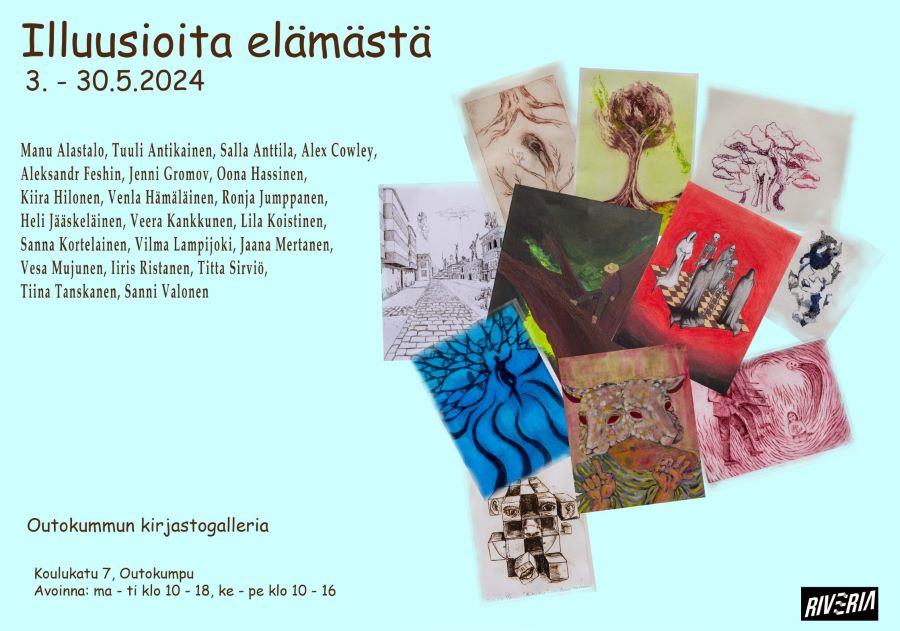 Illuusioita elämästä
3. - 30.5.2024
Manu Alastalo, Tuuli Antikainen, Salla Anttila, Alex Cowley,
Aleksandr Feshin, Jenni Gromov, Oona Hassinen,
Kiira Hilonen, Venla Hämäläinen, Ronja Jumppanen,
Heli Jääskeläinen, Veera Kankkunen, Lila Koistinen,
Sanna Kortelainen, Vilma Lampijoki, Jaana Mertanen,
Vesa Mujunen, Iiris Ristanen, Titta Sirviö,
Tiina Tanskanen, Sanni Valonen
Outokummun kirjastogalleria
Koulukatu 7, Outokumpu
Avoinna: ma - ti klo 10 - 18, ke - pe klo 10 - 16
RIVERIA